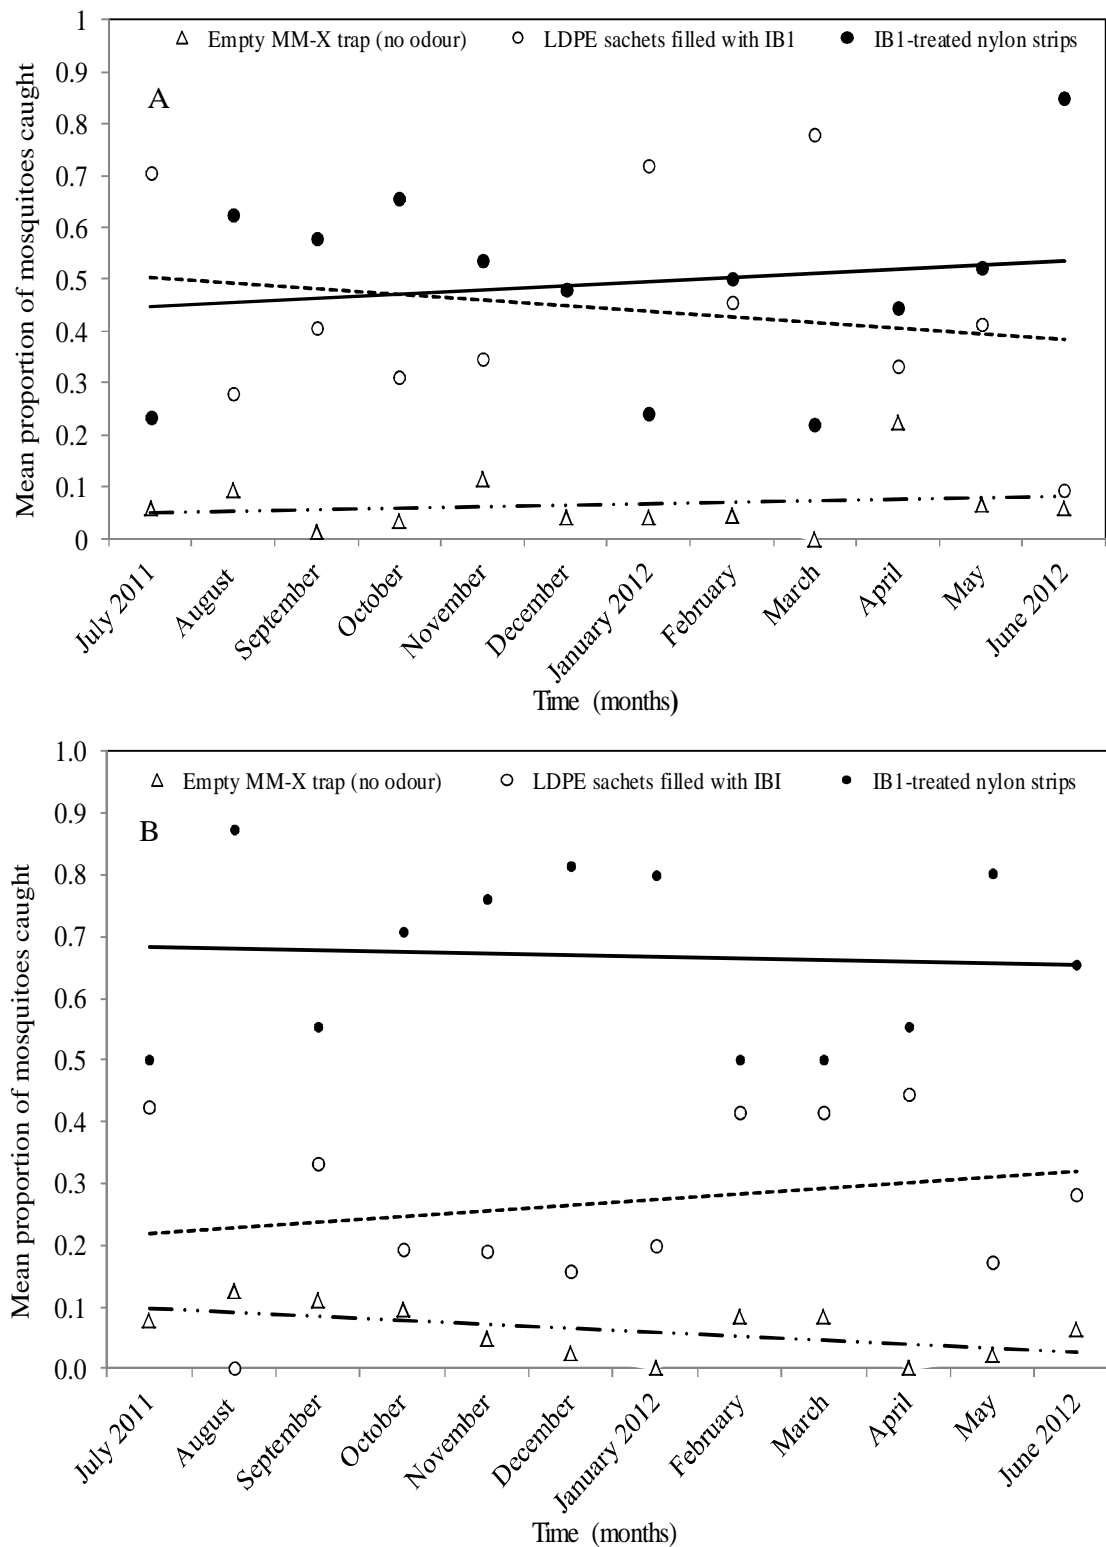 1
Empty MM-X trap (no odour) LDPE sachets filled with IB1 IB1-treated nylon strips
0.9
A
0.8
0.7
0.6
0.5
0.4
0.3
0.2
0.1
0
Mean proportion of mosquitoes caught
July 2011 August September October November December January 2012 February March April May June 2012
Time (months)
1.0
Empty MM-X trap (no odour) LDPE sachets filled with IBI IB1-treated nylon strips
0.9
B
0.8
0.7
0.6
0.5
0.4
0.3
0.2
0.1
0.0
Mean proportion of mosquitoes caught
July 2011 August September October November December January 2012 February March April May June 2012
Time (months)